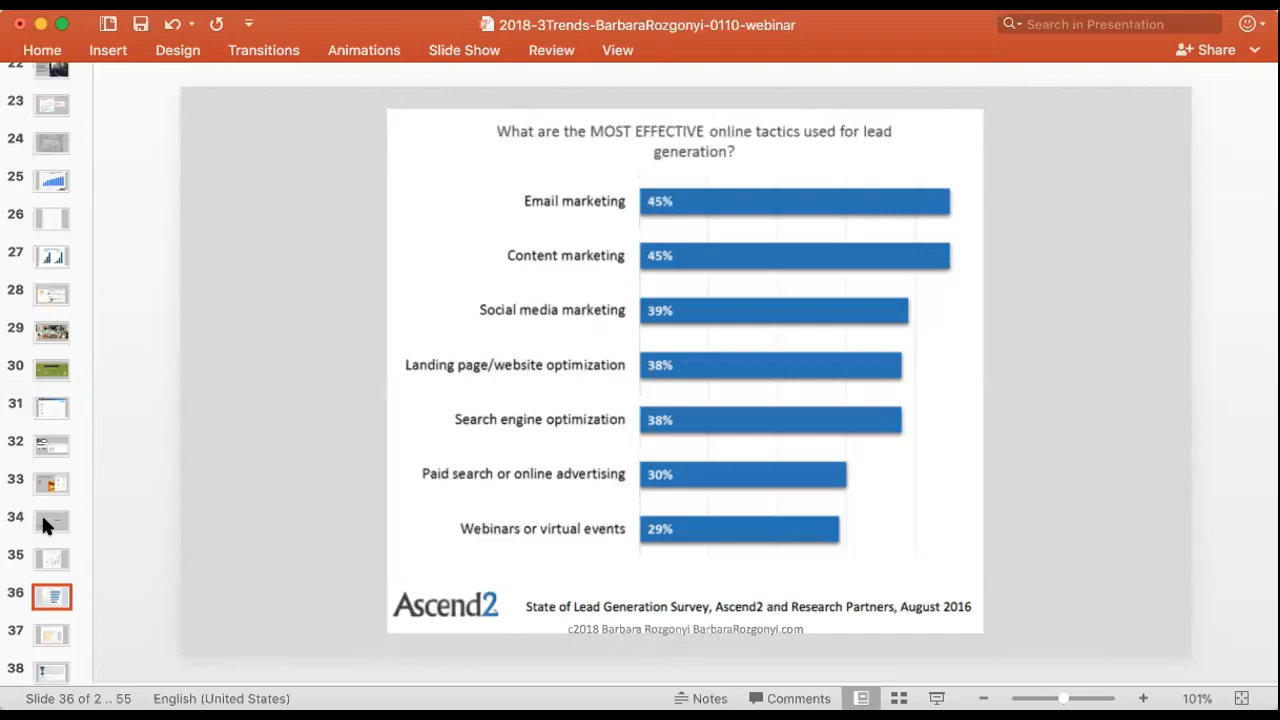 2018-3Trends-BarbaraRozgonyi-0110-webinar
Search in Presentation
Home Insert Design Transitions Animations Slide Show Review View Share
22
23
24
25
26
27
28
29
30
31
32
33
34
35
36
37
38
What are the MOST EFFECTIVE online tactics used for lead
generation?
Email marketing 45%
Content marketing 45%
Social media marketing 39%
Landing page/website optimization 38%
Search engine optimization 38%
Paid search or online advertising 30%
Webinars or virtual events 29%
Ascend2 State of Lead Generation Survey, Ascend2 and Research Partners, August 2016
c2018 Barbara Rozgonyi BarbaraRozgonyi.com
Slide 36 of 2 .. 55 English (United States) Notes Comments 101%